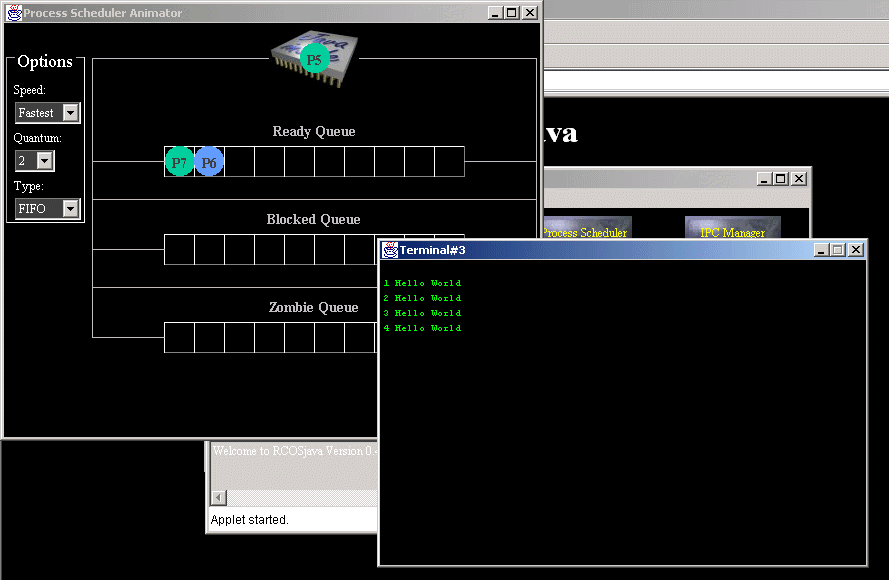 Process Scheduler Animator
Options
Speed:
Fastest
Quantum:
2
Type:
FIFO
Java
P5
Ready Queue
P7 P6
Blocked Queue
Zombie Queue
va
Process Scheduler
IPC Manager
Terminal#3
1 Hello World
2 Hello World
3 Hello World
4 Hello World
Welcome to RCOSjava Version 0.4
Applet started.